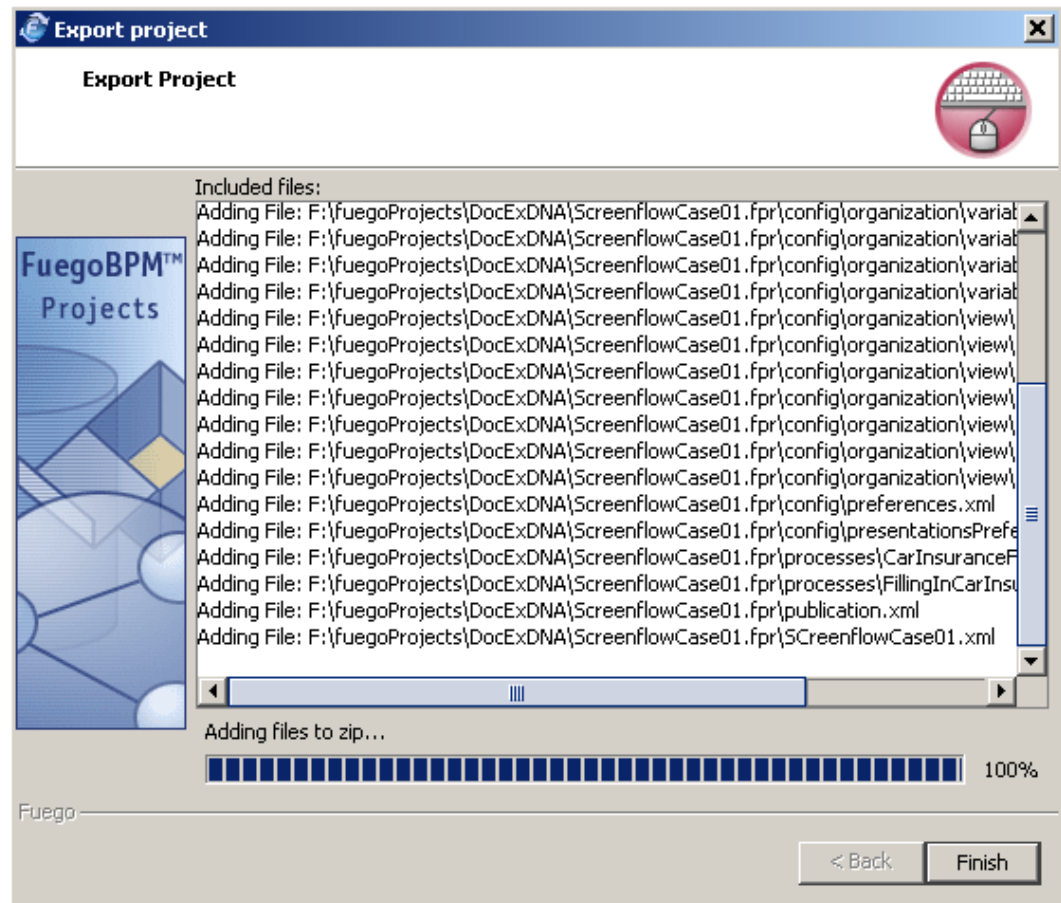 Export project
Export Project
Included files:
Adding File: F:\fuegoProjects\DocExDNA\ScreenflowCase01.fpr\config\organization\variab
Adding File: F:\fuegoProjects\DocExDNA\ScreenflowCase01.fpr\config\organization\variab
Adding File: F:\fuegoProjects\DocExDNA\ScreenflowCase01.fpr\config\organization\variab
Adding File: F:\fuegoProjects\DocExDNA\ScreenflowCase01.fpr\config\organization\variab
Adding File: F:\fuegoProjects\DocExDNA\ScreenflowCase01.fpr\config\organization\view\
Adding File: F:\fuegoProjects\DocExDNA\ScreenflowCase01.fpr\config\organization\view\
Adding File: F:\fuegoProjects\DocExDNA\ScreenflowCase01.fpr\config\organization\view\
Adding File: F:\fuegoProjects\DocExDNA\ScreenflowCase01.fpr\config\organization\view\
Adding File: F:\fuegoProjects\DocExDNA\ScreenflowCase01.fpr\config\organization\view\
Adding File: F:\fuegoProjects\DocExDNA\ScreenflowCase01.fpr\config\organization\view\
Adding File: F:\fuegoProjects\DocExDNA\ScreenflowCase01.fpr\config\organization\view\
Adding File: F:\fuegoProjects\DocExDNA\ScreenflowCase01.fpr\config\preferences.xml
Adding File: F:\fuegoProjects\DocExDNA\ScreenflowCase01.fpr\config\presentationsPrefe
Adding File: F:\fuegoProjects\DocExDNA\ScreenflowCase01.fpr\processes\CarInsuranceF
Adding File: F:\fuegoProjects\DocExDNA\ScreenflowCase01.fpr\processes\FillingInCarInsu
Adding File: F:\fuegoProjects\DocExDNA\ScreenflowCase01.fpr\publication.xml
Adding File: F:\fuegoProjects\DocExDNA\ScreenflowCase01.fpr\SCreenflowCase01.xml
FuegoBPM™
Projects
Adding files to zip...
100%
Fuego
< Back
Finish